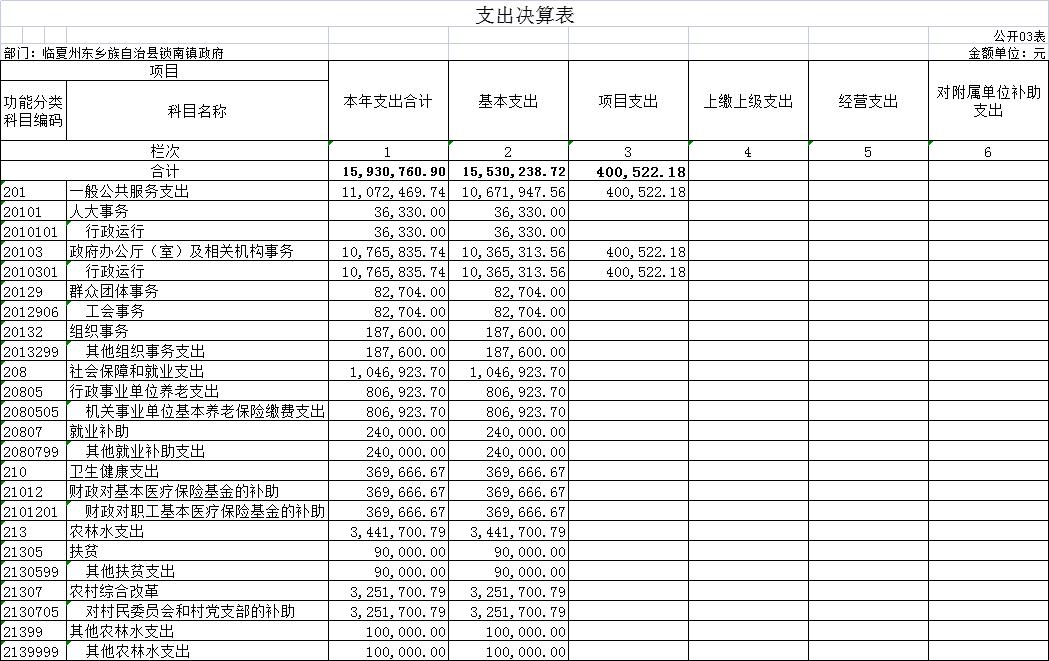 支出决算表
公开03表
部门：临夏州东乡族自治县锁南镇政府 金额单位：元
项目 本年支出合计 基本支出 项目支出 上缴上级支出 经营支出 对附属单位补助支出
功能分类科目编码 科目名称
栏次 1 2 3 4 5 6
合计 15,930,760.90 15,530,238.72 400,522.18
201 一般公共服务支出 11,072,469.74 10,671,947.56 400,522.18
20101 人大事务 36,330.00 36,330.00
2010101 行政运行 36,330.00 36,330.00
20103 政府办公厅（室）及相关机构事务 10,765,835.74 10,365,313.56 400,522.18
2010301 行政运行 10,765,835.74 10,365,313.56 400,522.18
20129 群众团体事务 82,704.00 82,704.00
2012906 工会事务 82,704.00 82,704.00
20132 组织事务 187,600.00 187,600.00
2013299 其他组织事务支出 187,600.00 187,600.00
208 社会保障和就业支出 1,046,923.70 1,046,923.70
20805 行政事业单位养老支出 806,923.70 806,923.70
2080505 机关事业单位基本养老保险缴费支出 806,923.70 806,923.70
20807 就业补助 240,000.00 240,000.00
2080799 其他就业补助支出 240,000.00 240,000.00
210 卫生健康支出 369,666.67 369,666.67
21012 财政对基本医疗保险基金的补助 369,666.67 369,666.67
2101201 财政对职工基本医疗保险基金的补助 369,666.67 369,666.67
213 农林水支出 3,441,700.79 3,441,700.79
21305 扶贫 90,000.00 90,000.00
2130599 其他扶贫支出 90,000.00 90,000.00
21307 农村综合改革 3,251,700.79 3,251,700.79
2130705 对村民委员会和村党支部的补助 3,251,700.79 3,251,700.79
21399 其他农林水支出 100,000.00 100,000.00
2139999 其他农林水支出 100,000.00 100,000.00